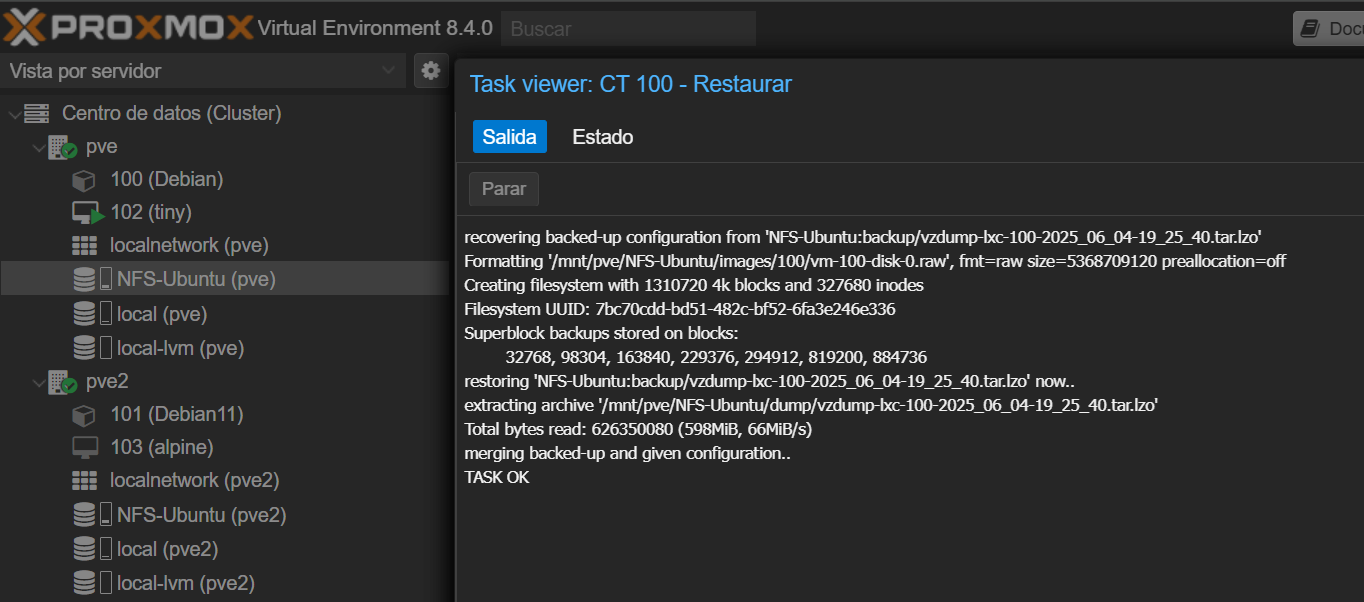 PROXMOX Virtual Environment 8.4.0
Buscar
Vista por servidor
Centro de datos (Cluster)
pve
100 (Debian)
102 (tiny)
localnetwork (pve)
NFS-Ubuntu (pve)
local (pve)
local-lvm (pve)
pve2
101 (Debian11)
103 (alpine)
localnetwork (pve2)
NFS-Ubuntu (pve2)
local (pve2)
local-lvm (pve2)
Task viewer: CT 100 - Restaurar
Salida Estado
Parar
recovering backed-up configuration from 'NFS-Ubuntu:backup/vzdump-lxc-100-2025_06_04-19_25_40.tar.lzo'
Formatting '/mnt/pve/NFS-Ubuntu/images/100/vm-100-disk-0.raw', fmt=raw size=5368709120 preallocation=off
Creating filesystem with 1310720 4k blocks and 327680 inodes
Filesystem UUID: 7bc70cdd-bd51-482c-bf52-6fa3e246e336
Superblock backups stored on blocks:
32768, 98304, 163840, 229376, 294912, 819200, 884736
restoring 'NFS-Ubuntu:backup/vzdump-lxc-100-2025_06_04-19_25_40.tar.lzo' now..
extracting archive '/mnt/pve/NFS-Ubuntu/dump/vzdump-lxc-100-2025_06_04-19_25_40.tar.lzo'
Total bytes read: 626350080 (598MiB, 66MiB/s)
merging backed-up and given configuration..
TASK OK